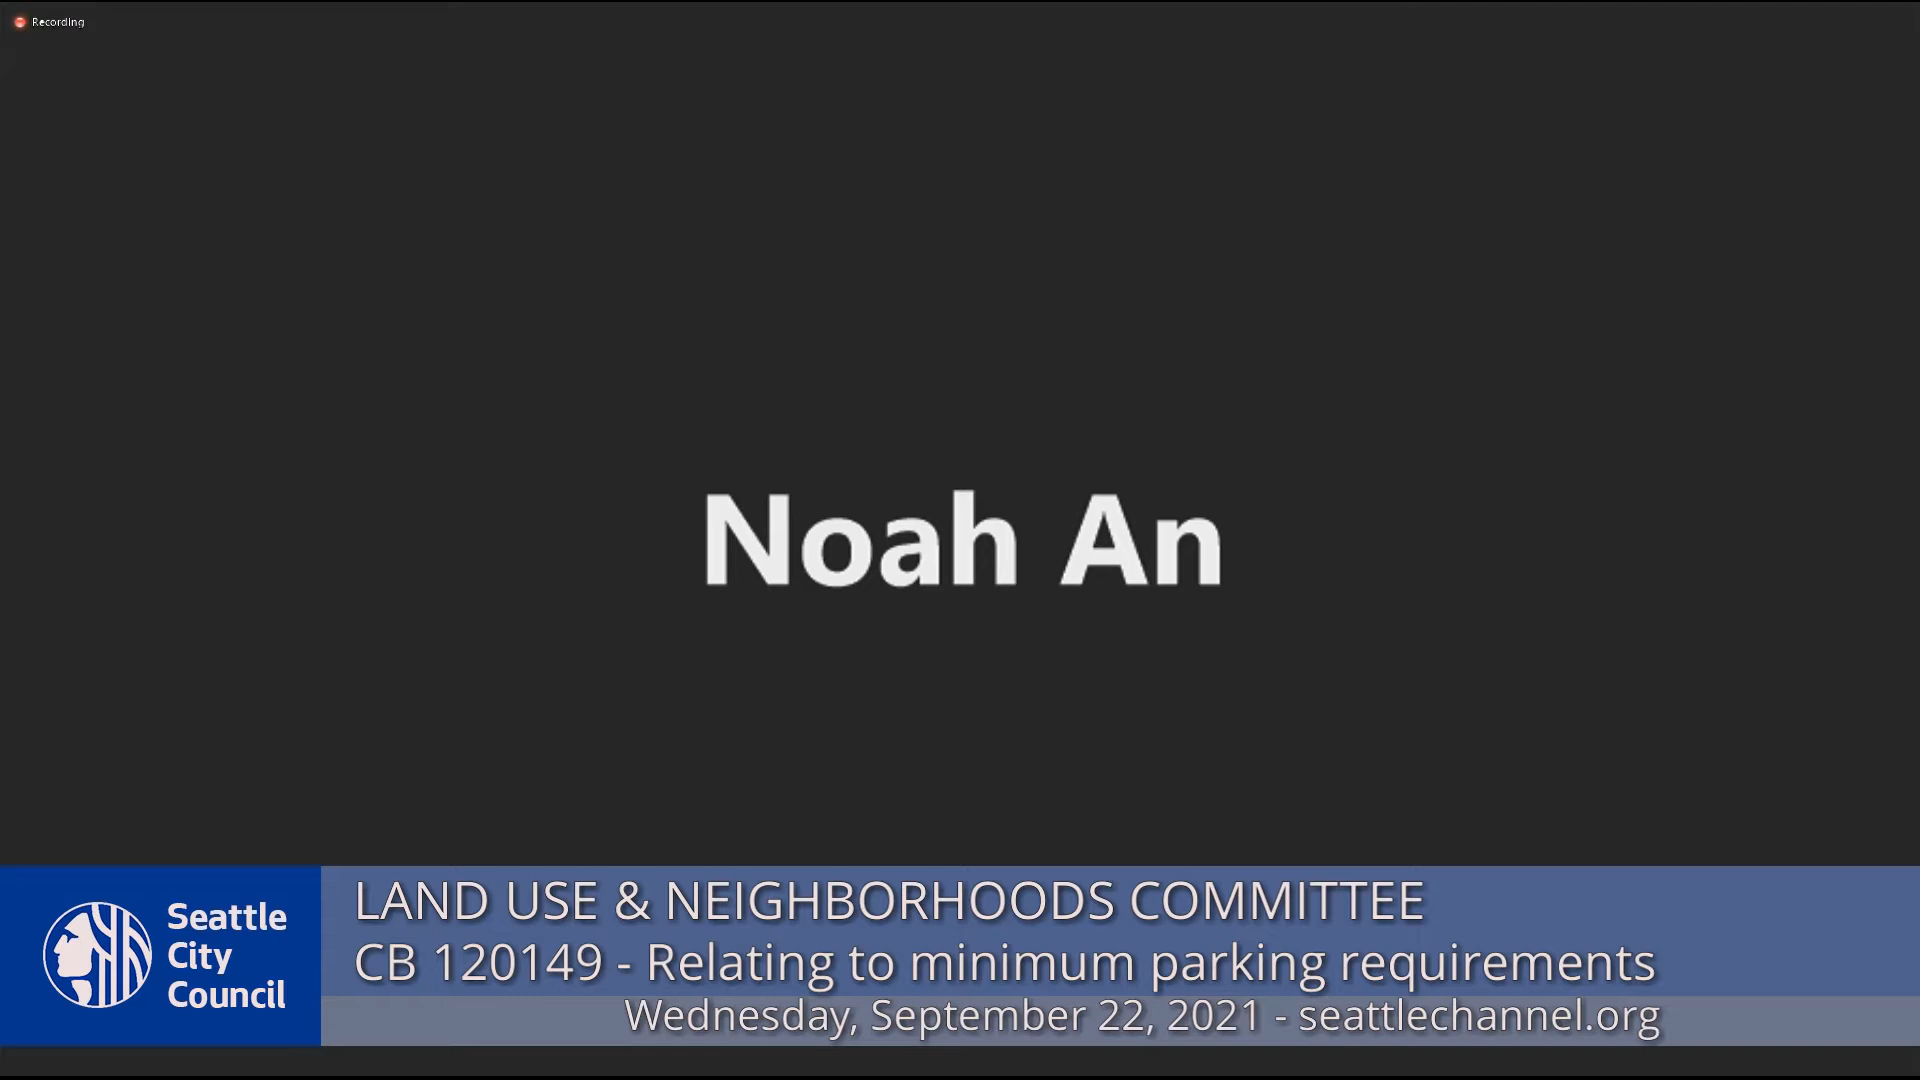 Recording
Noah An
Seattle
City
Council
LAND USE & NEIGHBORHOODS COMMITTEE
CB 120149 - Relating to minimum parking requirements
Wednesday, September 22, 2021 - seattlechannel.org